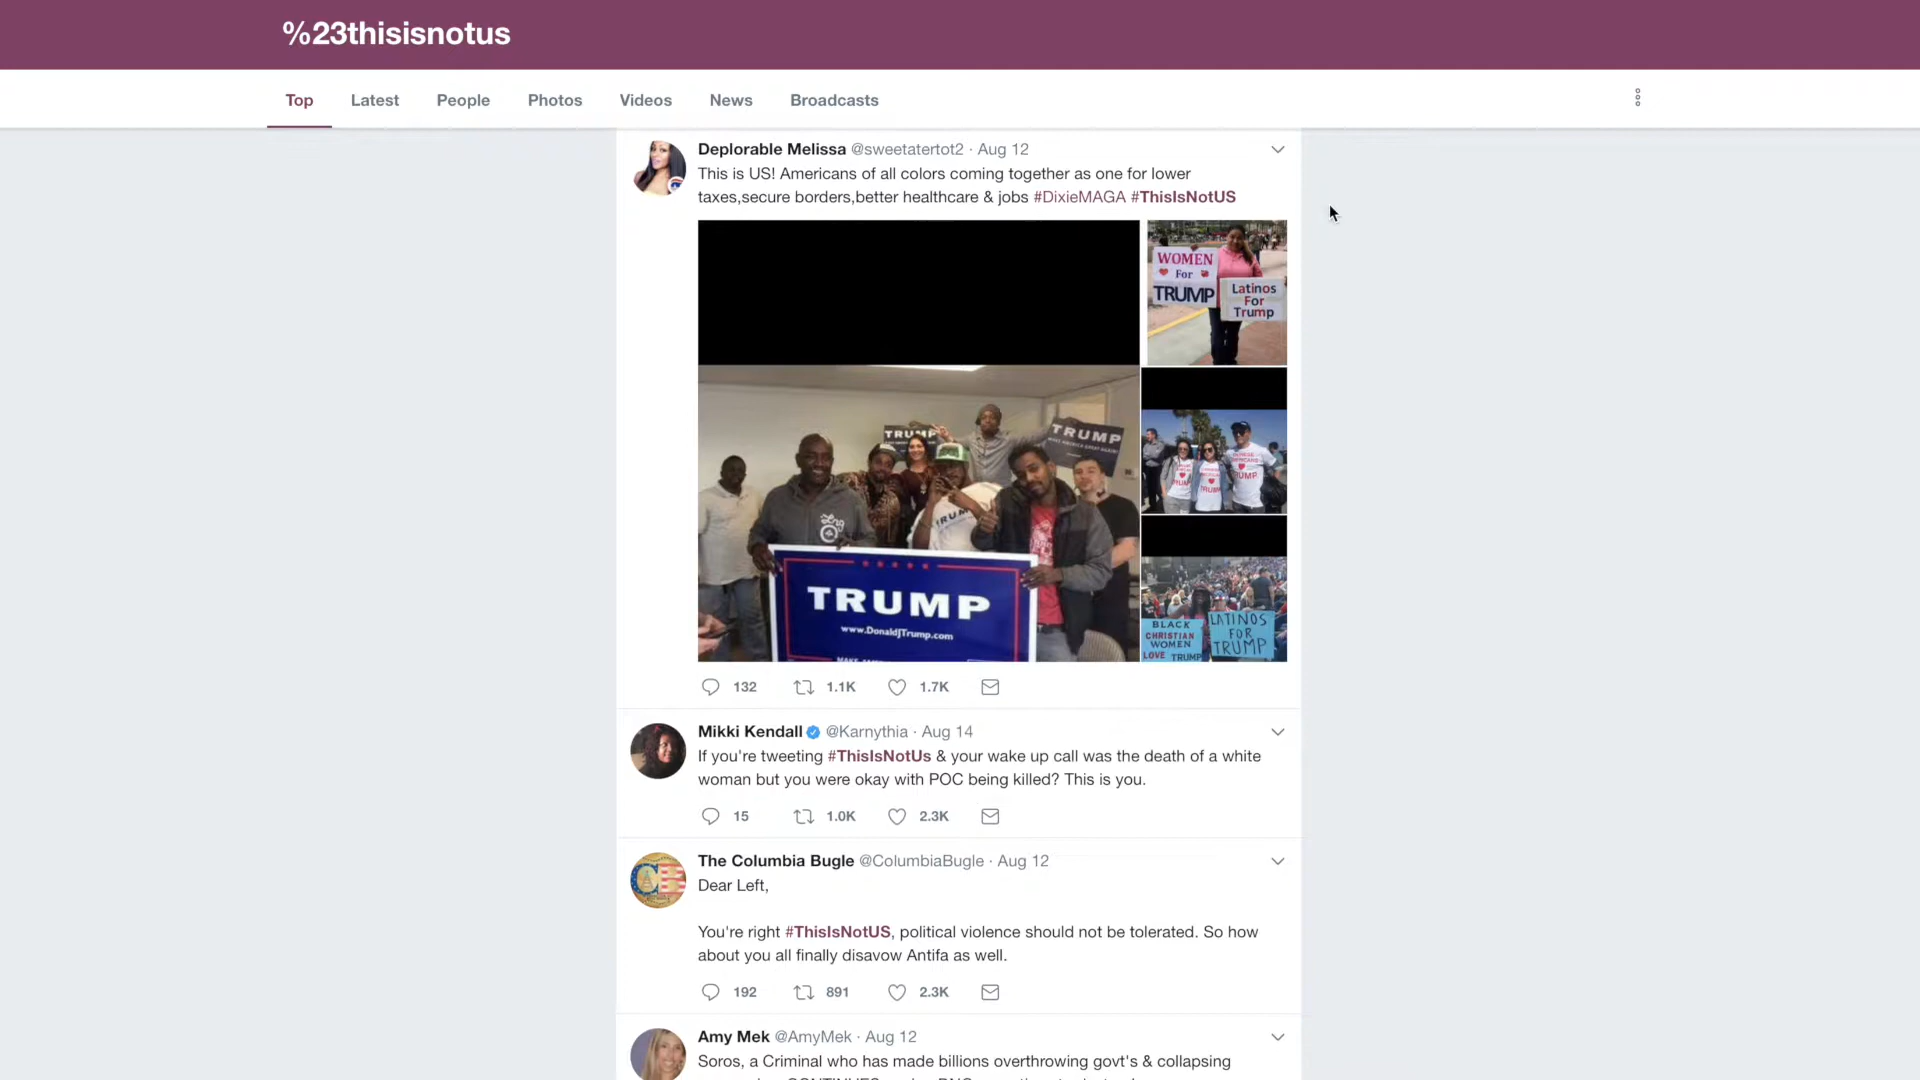 %23thisisnotus
Top Latest People Photos Videos News Broadcasts
Deplorable Melissa @sweetatertot2 · Aug 12
This is US! Americans of all colors coming together as one for lower
taxes,secure borders,better healthcare & jobs #DixieMAGA #ThisIsNotUS
WOMEN
For
TRUMP
Latinos
For
Trump
TRUMP
TRUMP
TRUMP
www.DonaldJTrump.com
BLACK
CHRISTIAN
WOMEN
LOVE TRUMP
LATINOS
FOR
TRUMP
132 1.1K 1.7K
Mikki Kendall @Karnythia · Aug 14
If you're tweeting #ThisIsNotUs & your wake up call was the death of a white
woman but you were okay with POC being killed? This is you.
15 1.0K 2.3K
The Columbia Bugle @ColumbiaBugle · Aug 12
Dear Left,
You're right #ThisIsNotUS, political violence should not be tolerated. So how
about you all finally disavow Antifa as well.
192 891 2.3K
Amy Mek @AmyMek · Aug 12
Soros, a Criminal who has made billions overthrowing govt's & collapsing